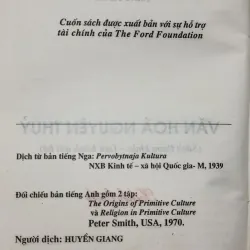 Cuốn sách được xuất bản với sự hỗ trợ
tài chính của The Ford Foundation
VĂN HOÁ NGUYÊN THUỶ
Dịch từ bản tiếng Nga: Pervobytnaja Kultura
NXB Kinh tế – xã hội Quốc gia- M, 1939
Đối chiếu bản tiếng Anh gồm 2 tập:
The Origins of Primitive Culture
và Religion in Primitive Culture
Peter Smith, USA, 1970.
Người dịch: HUYỀN GIANG